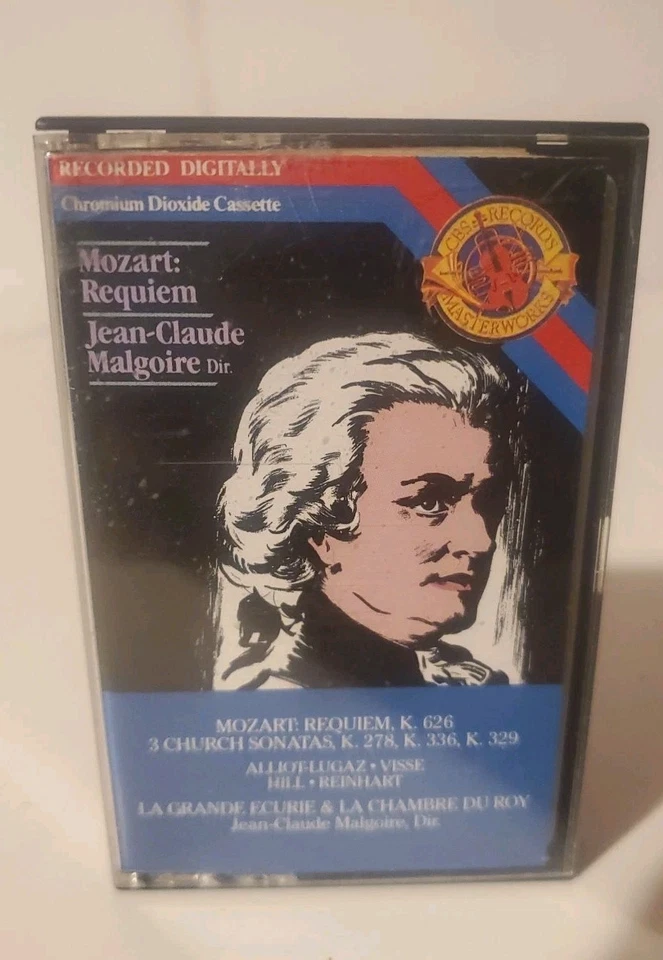 RECORDED DIGITALLY
Chromium Dioxide Cassette
CBS RECORDS
MASTERWORKS
Mozart:
Requiem
Jean-Claude
Malgoire Dir.
MOZART: REQUIEM, K. 626
3 CHURCH SONATAS, K. 278, K. 336, K. 329
ALLIOT-LUGAZ • VISSE
HILL • REINHART
LA GRANDE ECURIE & LA CHAMBRE DU ROY
Jean-Claude Malgoire, Dir.